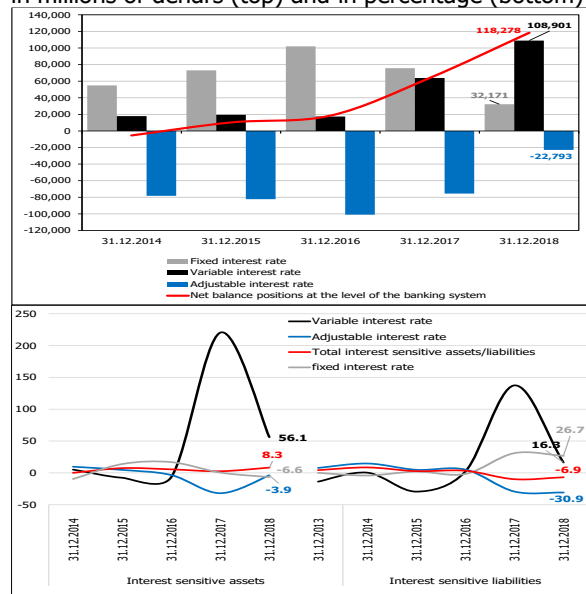 in millions of denars (top) and in percentage (bottom)
140,000
120,000
100,000
80,000
60,000
40,000
20,000
0
-20,000
-40,000
-60,000
-80,000
-100,000
-120,000
118,278
108,901
32,171
-22,793
31.12.2014 31.12.2015 31.12.2016 31.12.2017 31.12.2018
Fixed interest rate
Variable interest rate
Adjustable interest rate
Net balance positions at the level of the banking system
250
200
150
100
50
0
-50
Variable interest rate
Adjustable interest rate
Total interest sensitive assets/liabilities
fixed interest rate
56.1
8.3
-6.6
-3.9
26.7
16.3
-6.9
-30.9
31.12.2014 31.12.2015 31.12.2016 31.12.2017 31.12.2018 31.12.2013 31.12.2014 31.12.2015 31.12.2016 31.12.2017 31.12.2018
Interest sensitive assets Interest sensitive liabilities